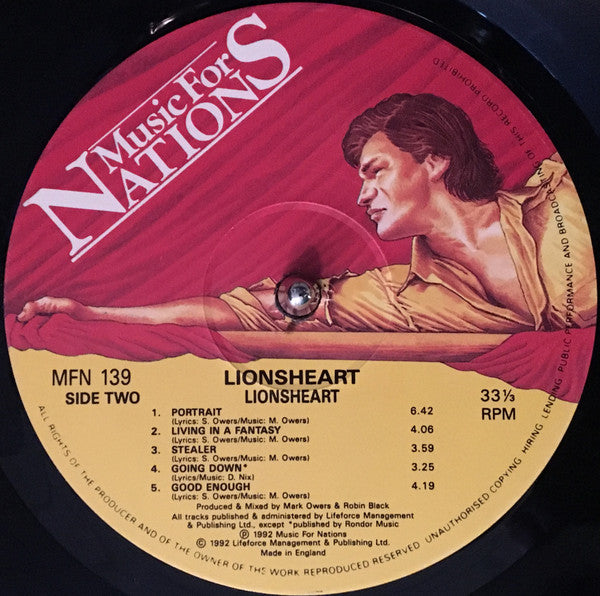 Music For
NATIONS
MFN 139
SIDE TWO
LIONSHEART
LIONSHEART
33⅓
RPM
1. PORTRAIT 6.42
(Lyrics: S. Owers/Music: M. Owers)
2. LIVING IN A FANTASY 4.06
(Lyrics: S. Owers/Music: M. Owers)
3. STEALER 3.59
(Lyrics: S. Owers/Music: M. Owers)
4. GOING DOWN* 3.25
(Lyrics/Music: D. Nix)
5. GOOD ENOUGH 4.19
(Lyrics: S. Owers/Music: M. Owers)
Produced & Mixed by Mark Owers & Robin Black
All tracks published & administered by Lifeforce Management
& Publishing Ltd., except *published by Rondor Music
℗ 1992 Music For Nations
© 1992 Lifeforce Management & Publishing Ltd.
Made in England
ALL RIGHTS OF THE PRODUCER AND OF THE OWNER OF THE WORK REPRODUCED RESERVED UNAUTHORISED COPYING HIRING LENDING PUBLIC PERFORMANCE AND BROADCASTING OF THIS RECORD PROHIBITED